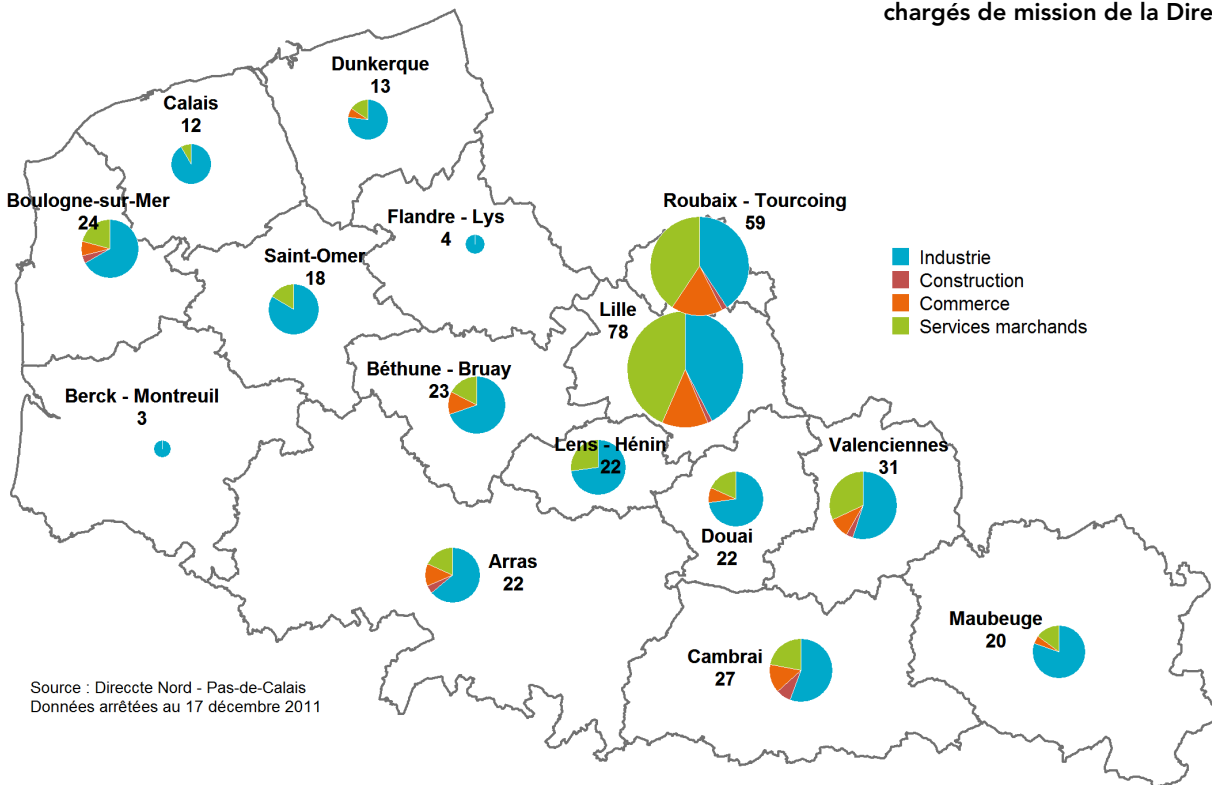 chargés de mission de la Dire
Dunkerque
13
Calais
12
Boulogne-sur-Mer
24
Flandre - Lys
4
Roubaix - Tourcoing
59
Saint-Omer
18
Industrie
Construction
Commerce
Services marchands
Lille
78
Béthune - Bruay
23
Berck - Montreuil
3
Lens - Hénin
22
Valenciennes
31
Douai
22
Arras
22
Maubeuge
20
Cambrai
27
Source : Direccte Nord - Pas-de-Calais
Données arrêtées au 17 décembre 2011